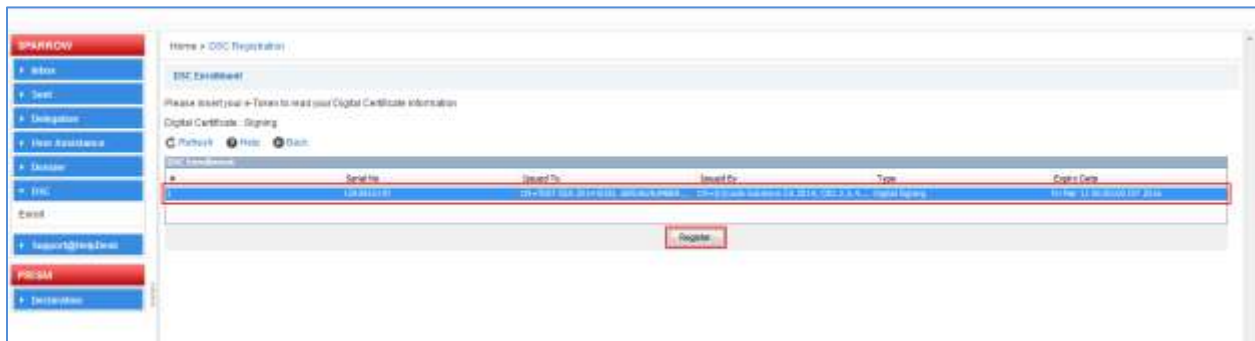 SPARROW
Inbox
Sent
Delegation
User Assistance
Dossier
DSC
Enroll
Support@HelpDesk
PRISM
Declaration
Home » DSC Registration
DSC Enrollment
Please insert your e-Token to read your Digital Certificate information
Digital Certificate : Signing
Refresh Help Back
DSC Enrollment
# Serial No Issued To Issued By Type Expiry Date
1 Digital Signing
Register